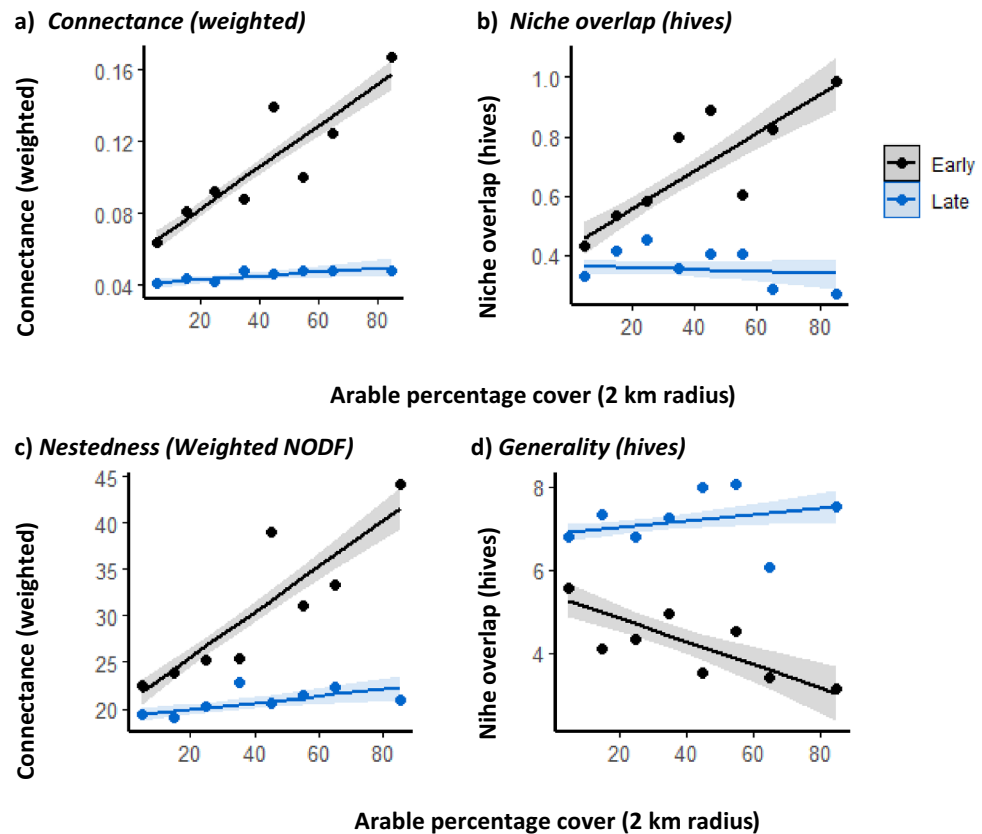 a) Connectance (weighted)
b) Niche overlap (hives)
Connectance (weighted)
0.16
0.12
0.08
0.04
20 40 60 80
Niche overlap (hives)
1.0
0.8
0.6
0.4
20 40 60 80
Early
Late
Arable percentage cover (2 km radius)
c) Nestedness (Weighted NODF)
d) Generality (hives)
Connectance (weighted)
45
40
35
30
25
20
20 40 60 80
Nihe overlap (hives)
8
6
4
20 40 60 80
Arable percentage cover (2 km radius)